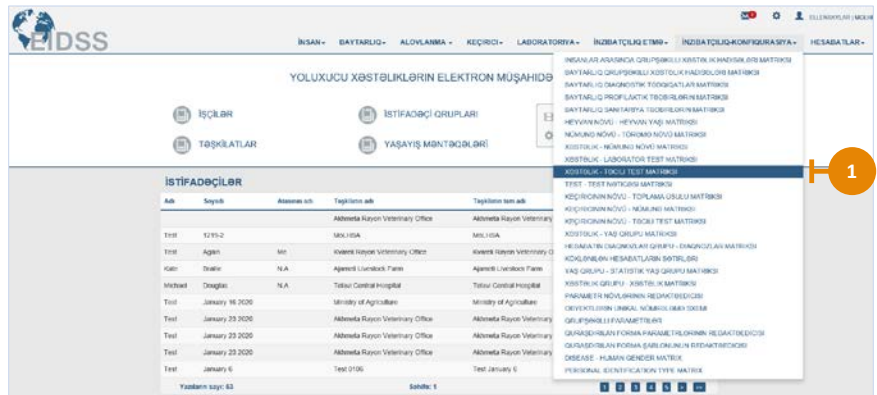 EIDSS
İNSAN
BAYTARLIQ
ALOVLANMA
KEÇİRİCİ
LABORATORİYA
İNZİBATÇILIQ ETMƏ
İNZİBATÇILIQ-KONFİQURASİYA
HESABATLAR
YOLUXUCU XƏSTƏLİKLƏRİN ELEKTRON MÜŞAHİDƏ
İŞÇİLƏR
İSTİFADƏÇİ QRUPLARI
TƏŞKİLATLAR
YAŞAYIŞ MƏNTƏQƏLƏRİ
İNSANLAR ARASINDA QRUPŞƏKİLLİ XƏSTƏLİK HADİSƏLƏRİ MATRİKSİ
BAYTARLIQ QRUPŞƏKİLLİ XƏSTƏLİK HADİSƏLƏRİ MATRİKSİ
BAYTARLIQ DİAQNOSTİK TƏDQİQATLAR MATRİKSİ
BAYTARLIQ PROFİLAKTİK TƏDBİRLƏRİN MATRİKSİ
BAYTARLIQ SANİTARİYA TƏDBİRLƏRİN MATRİKSİ
HEYVAN NÖVÜ - HEYVAN YAŞI MATRİKSİ
NÜMUNƏ NÖVÜ - TÖRƏMƏ NÖVÜ MATRİKSİ
XƏSTƏLİK - NÜMUNƏ NÖVÜ MATRİKSİ
XƏSTƏLİK - LABORATOR TEST MATRİKSİ
XƏSTƏLİK - TƏCİLİ TEST MATRİKSİ
1
TEST - TEST NƏTİCƏSİ MATRİKSİ
KEÇİRİCİNİN NÖVÜ - TOPLAMA ÜSULU MATRİKSİ
KEÇİRİCİNİN NÖVÜ - NÜMUNƏ MATRİKSİ
KEÇİRİCİNİN NÖVÜ - TƏCİLİ TEST MATRİKSİ
XƏSTƏLİK - YAŞ QRUPU MATRİKSİ
HESABATIN DİAQNOZLAR QRUPU - DİAQNOZLAR MATRİKSİ
KÖKLƏNİLƏN HESABATLARIN SƏTİRLƏRİ
YAŞ QRUPU - STATİSTİK YAŞ QRUPU MATRİKSİ
XƏSTƏLİK QRUPU - XƏSTƏLİK MATRİKSİ
PARAMETR NÖVLƏRİNİN REDAKTƏEDİCİSİ
OBYEKTLƏRİN UNİKAL NÖMRƏLƏMƏ SXEMİ
QRUPŞƏKİLLİ PARAMETRLƏR
QURAŞDIRILAN FORMA PARAMETRLƏRİNİN REDAKTƏEDİCİSİ
QURAŞDIRILAN FORMA ŞABLONUNUN REDAKTƏEDİCİSİ
DISEASE - HUMAN GENDER MATRIX
PERSONAL IDENTIFICATION TYPE MATRIX
İSTİFADƏÇİLƏR
Adı Soyadı Atasının adı Təşkilatın adı Təşkilatın tam adı
Akhmeta Rayon Veterinary Office Akhmeta Rayon Veterinary
Test 1215-2 MoLHSA MoLHSA
Test Again Me Kvareli Rayon Veterinary Office Kvareli Rayon Veterinary O
Kate Beatie N.A Ajameti Livestock Farm Ajameti Livestock Farm
Michael Douglas N.A Telavi Central Hospital Telavi Central Hospital
Test January 16 2020 Ministry of Agriculture Ministry of Agriculture
Test January 23 2020 Akhmeta Rayon Veterinary Office Akhmeta Rayon Veterinary
Test January 23 2020 Akhmeta Rayon Veterinary Office Akhmeta Rayon Veterinary
Test January 23 2020 Akhmeta Rayon Veterinary Office Akhmeta Rayon Veterinary
Test January 6 Test 0106 Test January 6
Yazıların sayı: 63 Səhifə: 1 1 2 3 4 5 > >>